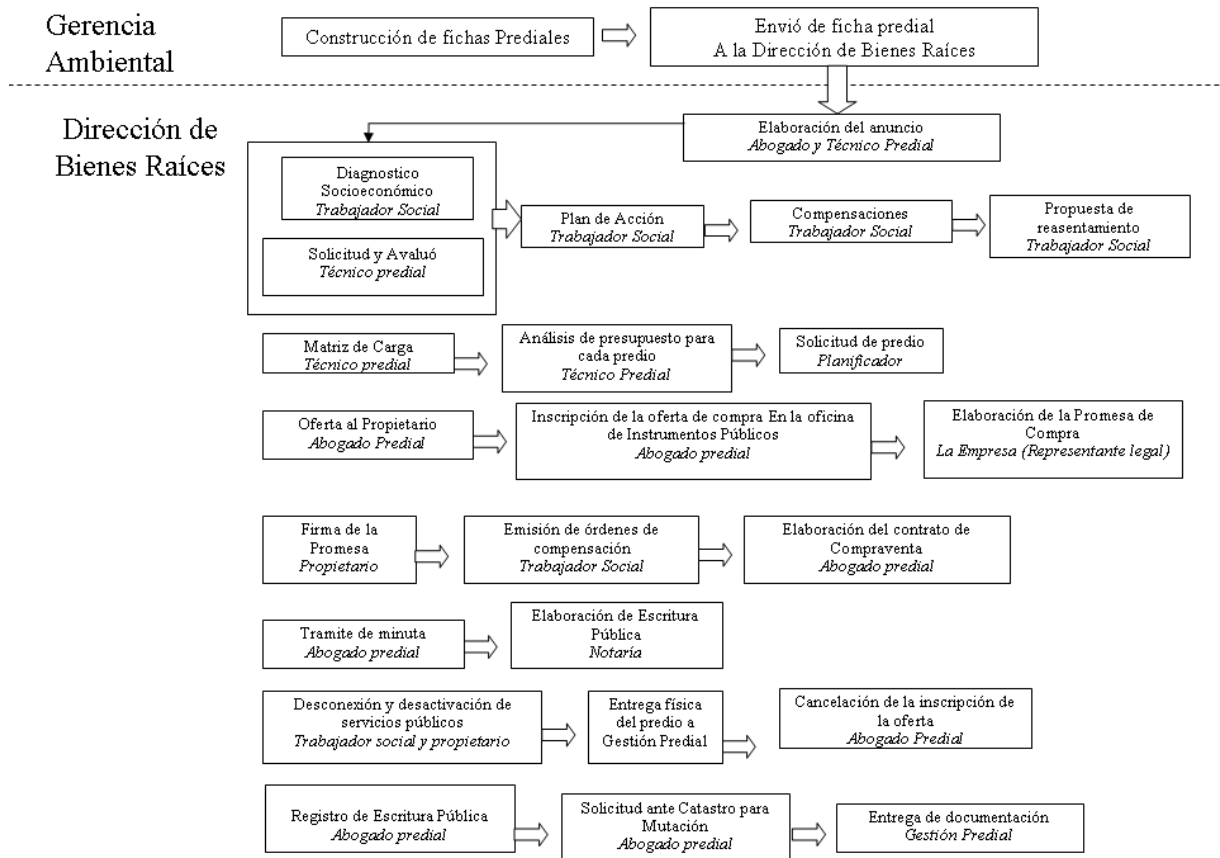 Gerencia
Ambiental
Construcción de fichas Prediales
Envió de ficha predial
A la Dirección de Bienes Raíces
Dirección de
Bienes Raíces
Elaboración del anuncio
Abogado y Técnico Predial
Diagnostico
Socioeconómico
Trabajador Social
Solicitud y Avaluó
Técnico predial
Plan de Acción
Trabajador Social
Compensaciones
Trabajador Social
Propuesta de
reasentamiento
Trabajador Social
Matriz de Carga
Técnico predial
Análisis de presupuesto para
cada predio
Técnico Predial
Solicitud de predio
Planificador
Oferta al Propietario
Abogado Predial
Inscripción de la oferta de compra En la oficina
de Instrumentos Públicos
Abogado predial
Elaboración de la Promesa de
Compra
La Empresa (Representante legal)
Firma de la
Promesa
Propietario
Emisión de órdenes de
compensación
Trabajador Social
Elaboración del contrato de
Compraventa
Abogado predial
Tramite de minuta
Abogado predial
Elaboración de Escritura
Pública
Notaría
Desconexión y desactivación de
servicios públicos
Trabajador social y propietario
Entrega física
del predio a
Gestión Predial
Cancelación de la inscripción de
la oferta
Abogado Predial
Registro de Escritura Pública
Abogado predial
Solicitud ante Catastro para
Mutación
Abogado predial
Entrega de documentación
Gestión Predial